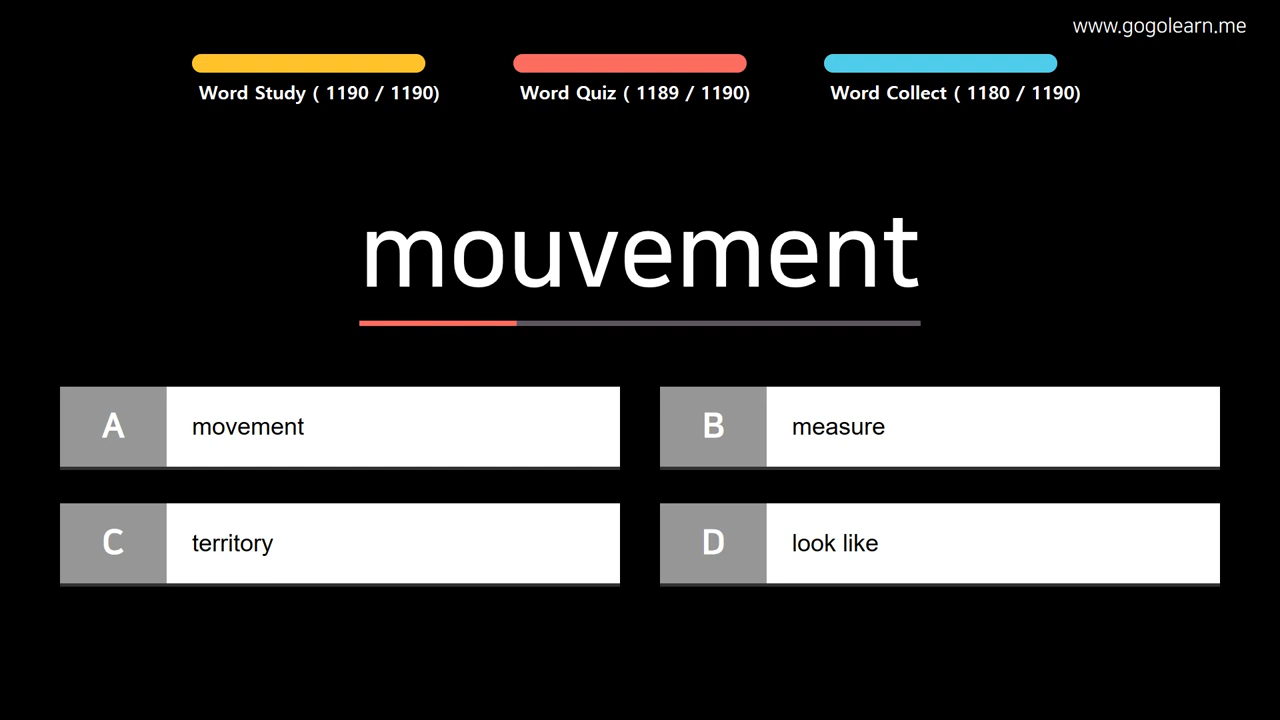 www.gogolearn.me
Word Study ( 1190 / 1190)
Word Quiz ( 1189 / 1190)
Word Collect ( 1180 / 1190)
mouvement
A movement
B measure
C territory
D look like